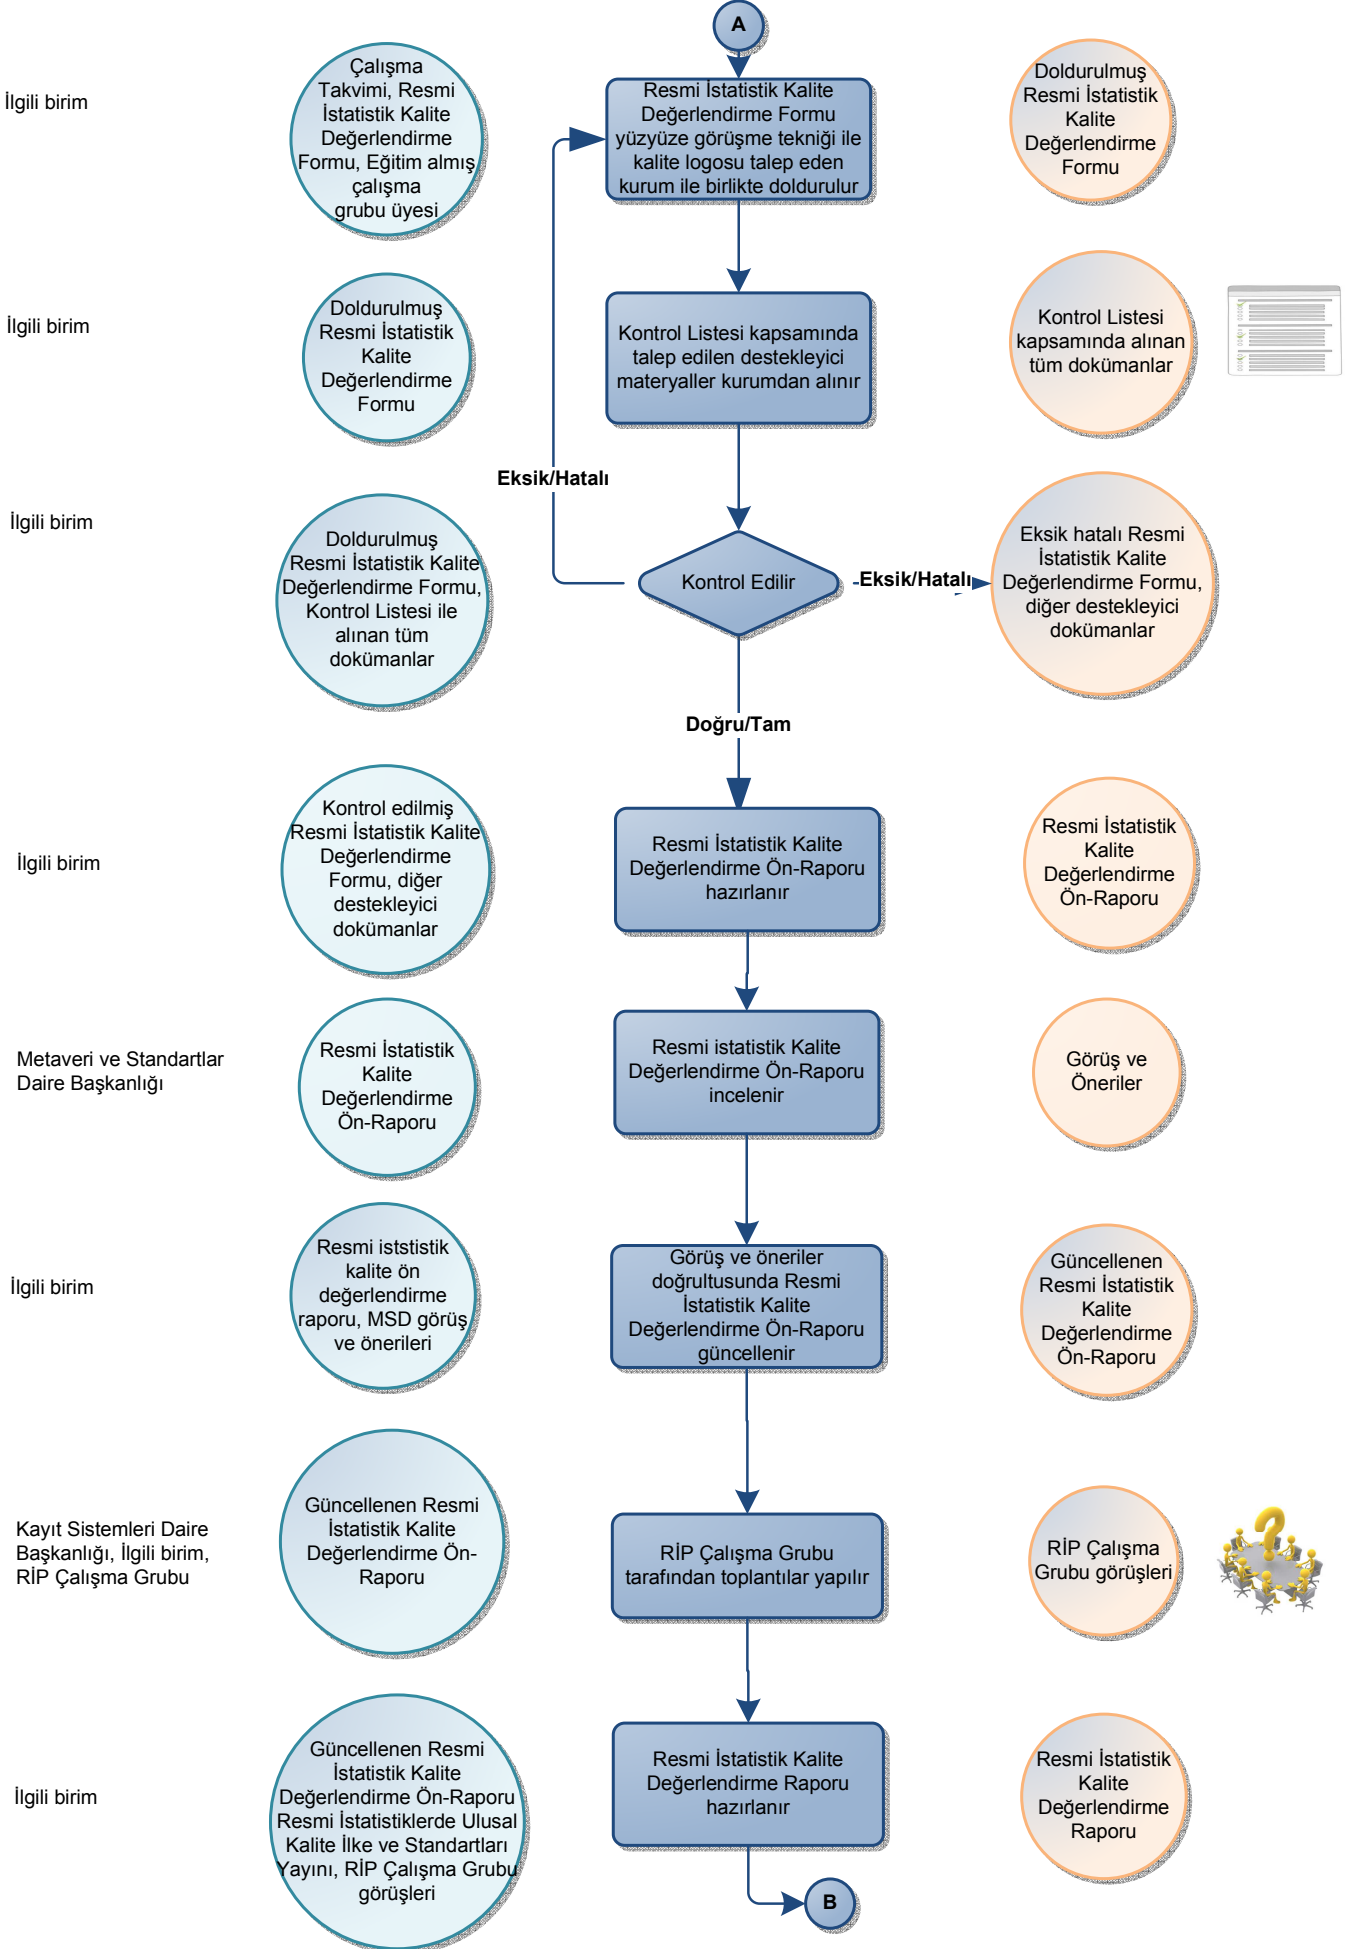 A
İlgili birim
Çalışma
Takvimi, Resmi
İstatistik Kalite
Değerlendirme
Formu, Eğitim almış
çalışma
grubu üyesi
Resmi İstatistik Kalite
Değerlendirme Formu
yüzyüze görüşme tekniği ile
kalite logosu talep eden
kurum ile birlikte doldurulur
Doldurulmuş
Resmi İstatistik
Kalite
Değerlendirme
Formu
İlgili birim
Doldurulmuş
Resmi İstatistik
Kalite
Değerlendirme
Formu
Kontrol Listesi kapsamında
talep edilen destekleyici
materyaller kurumdan alınır
Kontrol Listesi
kapsamında alınan
tüm dokümanlar
Eksik/Hatalı
İlgili birim
Doldurulmuş
Resmi İstatistik Kalite
Değerlendirme Formu,
Kontrol Listesi ile
alınan tüm
dokümanlar
Kontrol Edilir
Eksik/Hatalı
Eksik hatalı Resmi
İstatistik Kalite
Değerlendirme Formu,
diğer destekleyici
dokümanlar
Doğru/Tam
İlgili birim
Kontrol edilmiş
Resmi İstatistik Kalite
Değerlendirme
Formu, diğer
destekleyici
dokümanlar
Resmi İstatistik Kalite
Değerlendirme Ön-Raporu
hazırlanır
Resmi İstatistik
Kalite
Değerlendirme
Ön-Raporu
Metaveri ve Standartlar
Daire Başkanlığı
Resmi İstatistik
Kalite
Değerlendirme
Ön-Raporu
Resmi istatistik Kalite
Değerlendirme Ön-Raporu
incelenir
Görüş ve
Öneriler
İlgili birim
Resmi iststistik
kalite ön
değerlendirme
raporu, MSD görüş
ve önerileri
Görüş ve öneriler
doğrultusunda Resmi
İstatistik Kalite
Değerlendirme Ön-Raporu
güncellenir
Güncellenen
Resmi İstatistik
Kalite
Değerlendirme
Ön-Raporu
Kayıt Sistemleri Daire
Başkanlığı, İlgili birim,
RİP Çalışma Grubu
Güncellenen Resmi
İstatistik Kalite
Değerlendirme Ön-
Raporu
RİP Çalışma Grubu
tarafından toplantılar yapılır
RİP Çalışma
Grubu görüşleri
İlgili birim
Güncellenen Resmi
İstatistik Kalite
Değerlendirme Ön-Raporu
Resmi İstatistiklerde Ulusal
Kalite İlke ve Standartları
Yayını, RİP Çalışma Grubu
görüşleri
Resmi İstatistik Kalite
Değerlendirme Raporu
hazırlanır
Resmi İstatistik
Kalite
Değerlendirme
Raporu
B